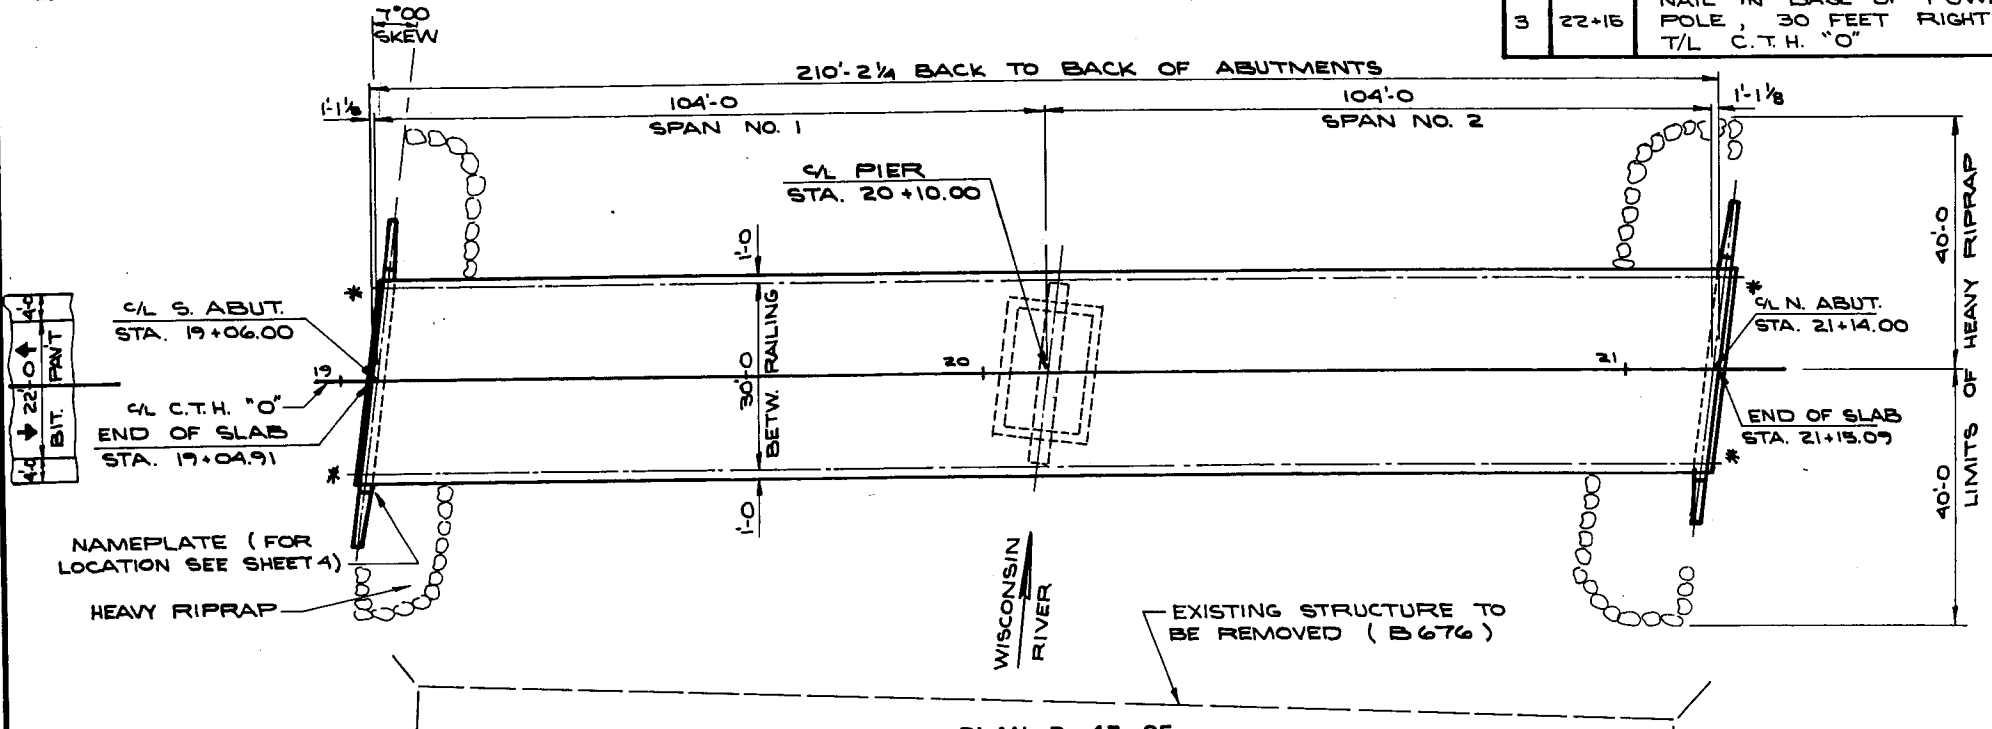 7°00
SKEW
3 22+15
POLE, 30 FEET RIGHT
T/L C.T.H. "O"
210'-2¼ BACK TO BACK OF ABUTMENTS
1'-1⅛
104'-0
104'-0
1'-1⅛
SPAN NO. 1
SPAN NO. 2
C/L PIER
STA. 20+10.00
1'-0
30'-0
BETW. RAILING
1'-0
40'-0
40'-0
LIMITS OF HEAVY RIPRAP
4'-0
22'-0
BIT. PAV'T
4'-0
C/L S. ABUT.
STA. 19+06.00
19
20
21
*
*
*
*
C/L C.T.H. "O"
END OF SLAB
STA. 19+04.91
C/L N. ABUT.
STA. 21+14.00
END OF SLAB
STA. 21+15.09
NAMEPLATE (FOR
LOCATION SEE SHEET 4)
HEAVY RIPRAP
WISCONSIN
RIVER
EXISTING STRUCTURE TO
BE REMOVED (B676)